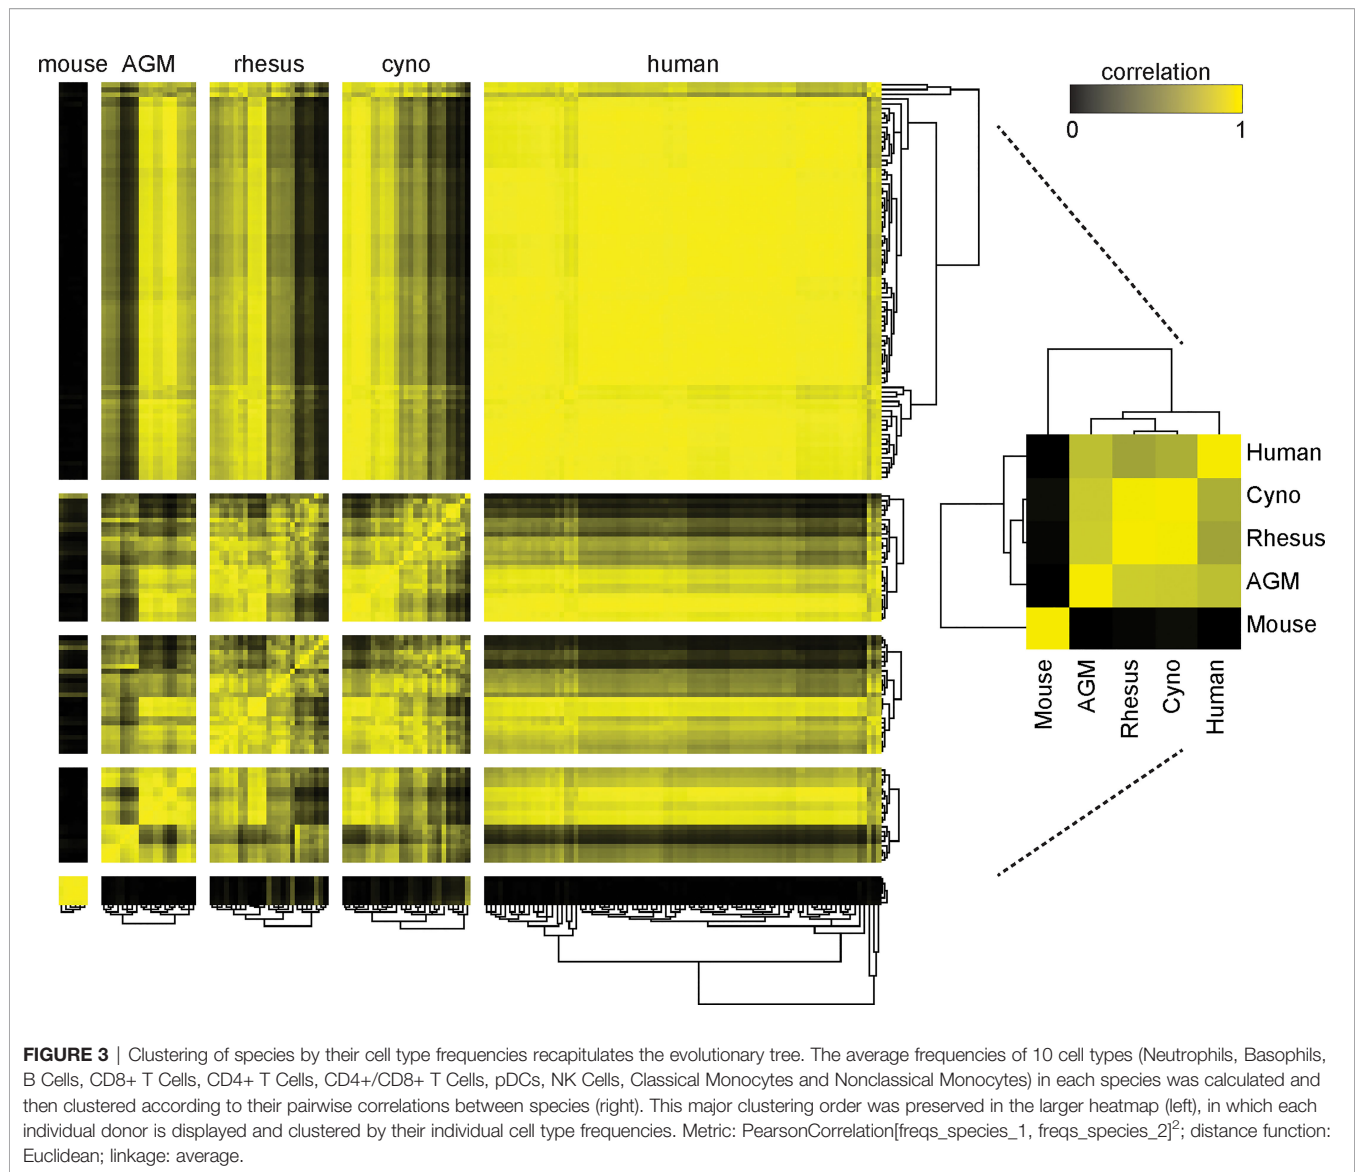 mouse AGM rhesus cyno human
correlation
0 1
Human
Cyno
Rhesus
AGM
Mouse
Mouse AGM Rhesus Cyno Human
FIGURE 3 | Clustering of species by their cell type frequencies recapitulates the evolutionary tree. The average frequencies of 10 cell types (Neutrophils, Basophils,
B Cells, CD8+ T Cells, CD4+ T Cells, CD4+/CD8+ T Cells, pDCs, NK Cells, Classical Monocytes and Nonclassical Monocytes) in each species was calculated and
then clustered according to their pairwise correlations between species (right). This major clustering order was preserved in the larger heatmap (left), in which each
individual donor is displayed and clustered by their individual cell type frequencies. Metric: PearsonCorrelation[freqs_species_1, freqs_species_2]²; distance function:
Euclidean; linkage: average.